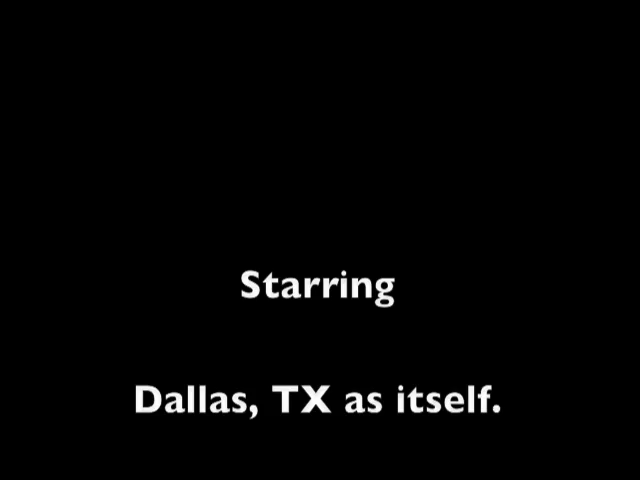 Starring
Dallas, TX as itself.